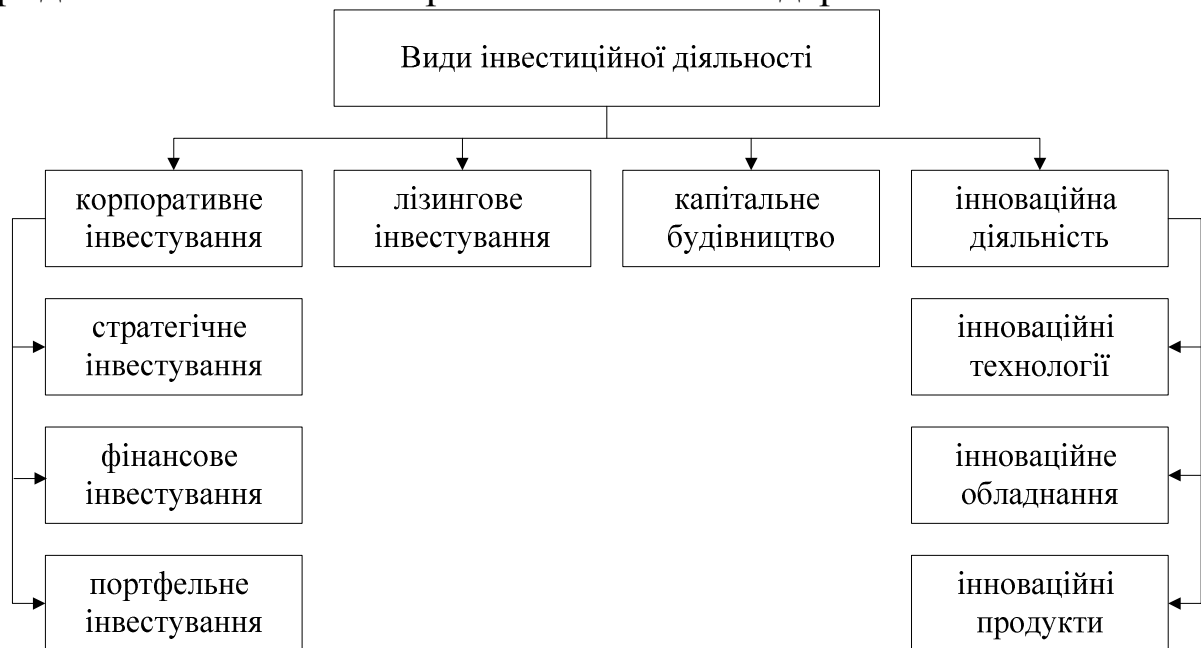 Види інвестиційної діяльності
корпоративне
інвестування
лізингове
інвестування
капітальне
будівництво
інноваційна
діяльність
стратегічне
інвестування
інноваційні
технології
фінансове
інвестування
інноваційне
обладнання
портфельне
інвестування
інноваційні
продукти